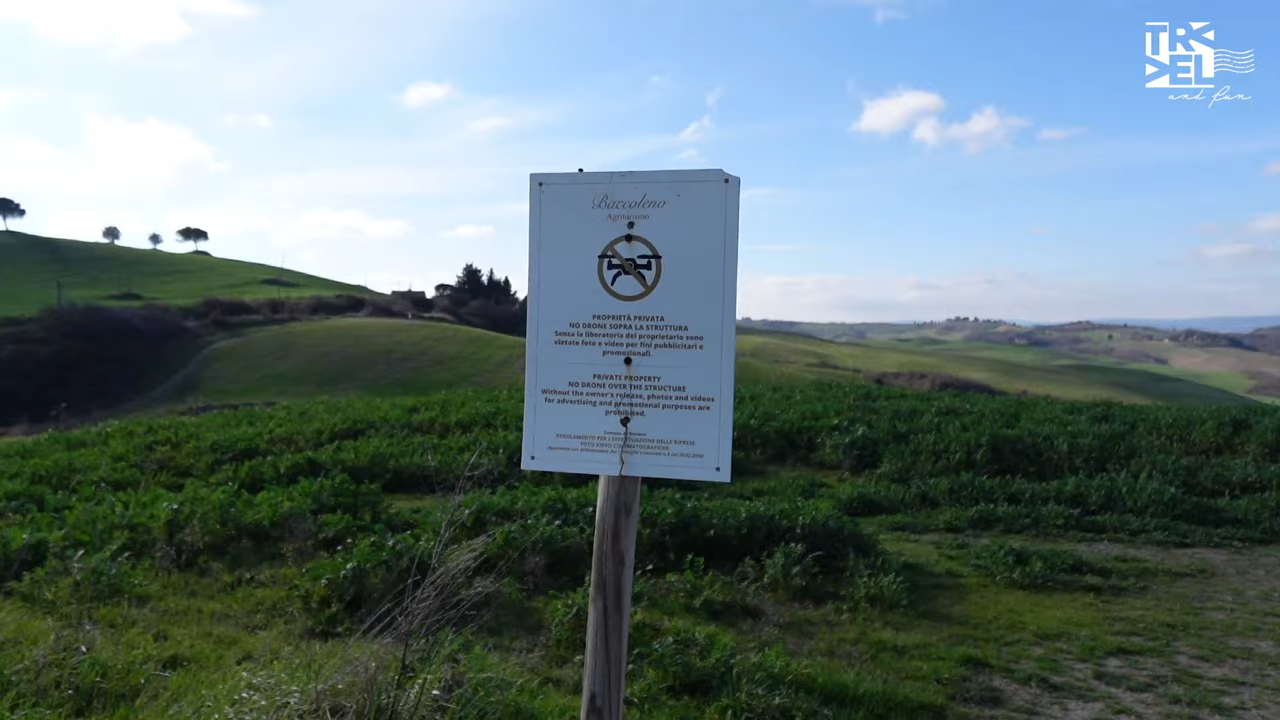 TRAVEL
and fun
Baccoleno
Agriturismo
PROPRIETÀ PRIVATA
NO DRONE SOPRA LA STRUTTURA
Senza la liberatoria del proprietario sono
vietate foto e video per fini pubblicitari e
promozionali.
PRIVATE PROPERTY
NO DRONE OVER THE STRUCTURE
Without the owner's release, photos and videos
for advertising and promotional purposes are
prohibited.
REGOLAMENTO PER L'EFFETTUAZIONE DELLE RIPRESE
FOTO VIDEO CINEMATOGRAFICHE